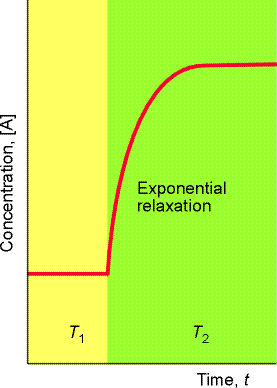 Concentration, [A]
Exponential
relaxation
T1
T2
Time, t